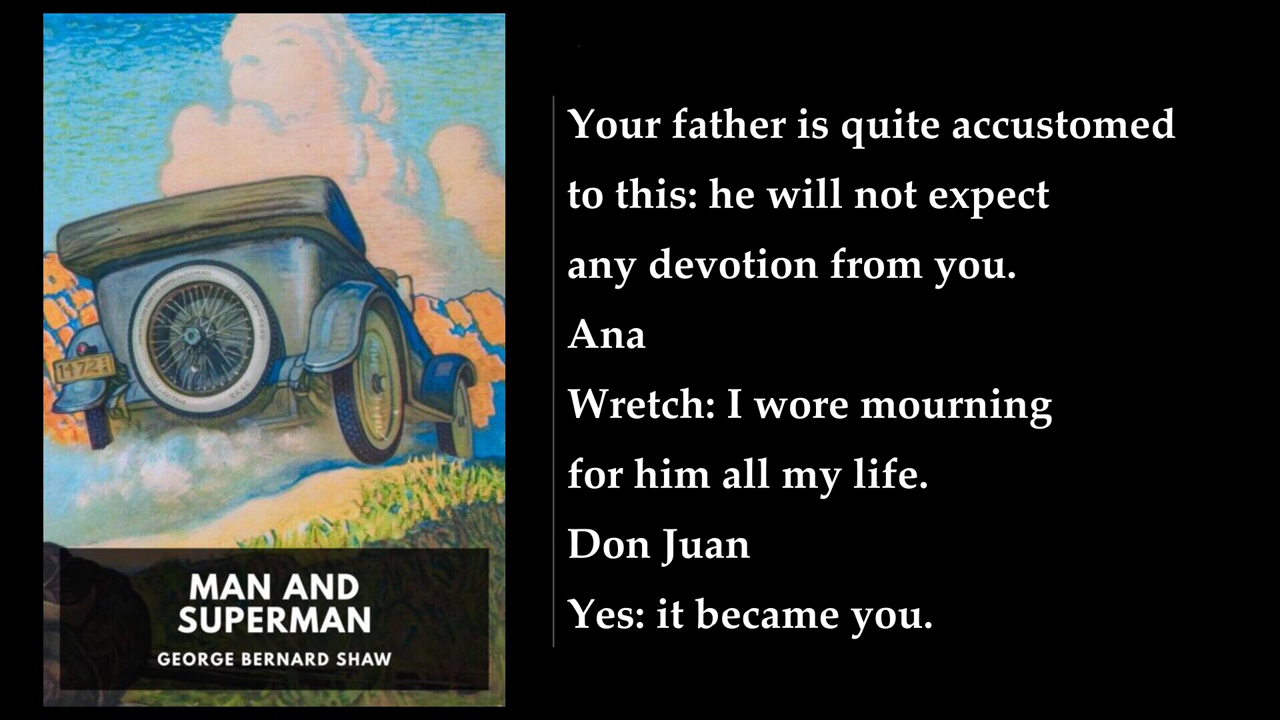 Your father is quite accustomed
to this: he will not expect
any devotion from you.
Ana
Wretch: I wore mourning
for him all my life.
Don Juan
Yes: it became you.
1472
MAN AND
SUPERMAN
GEORGE BERNARD SHAW